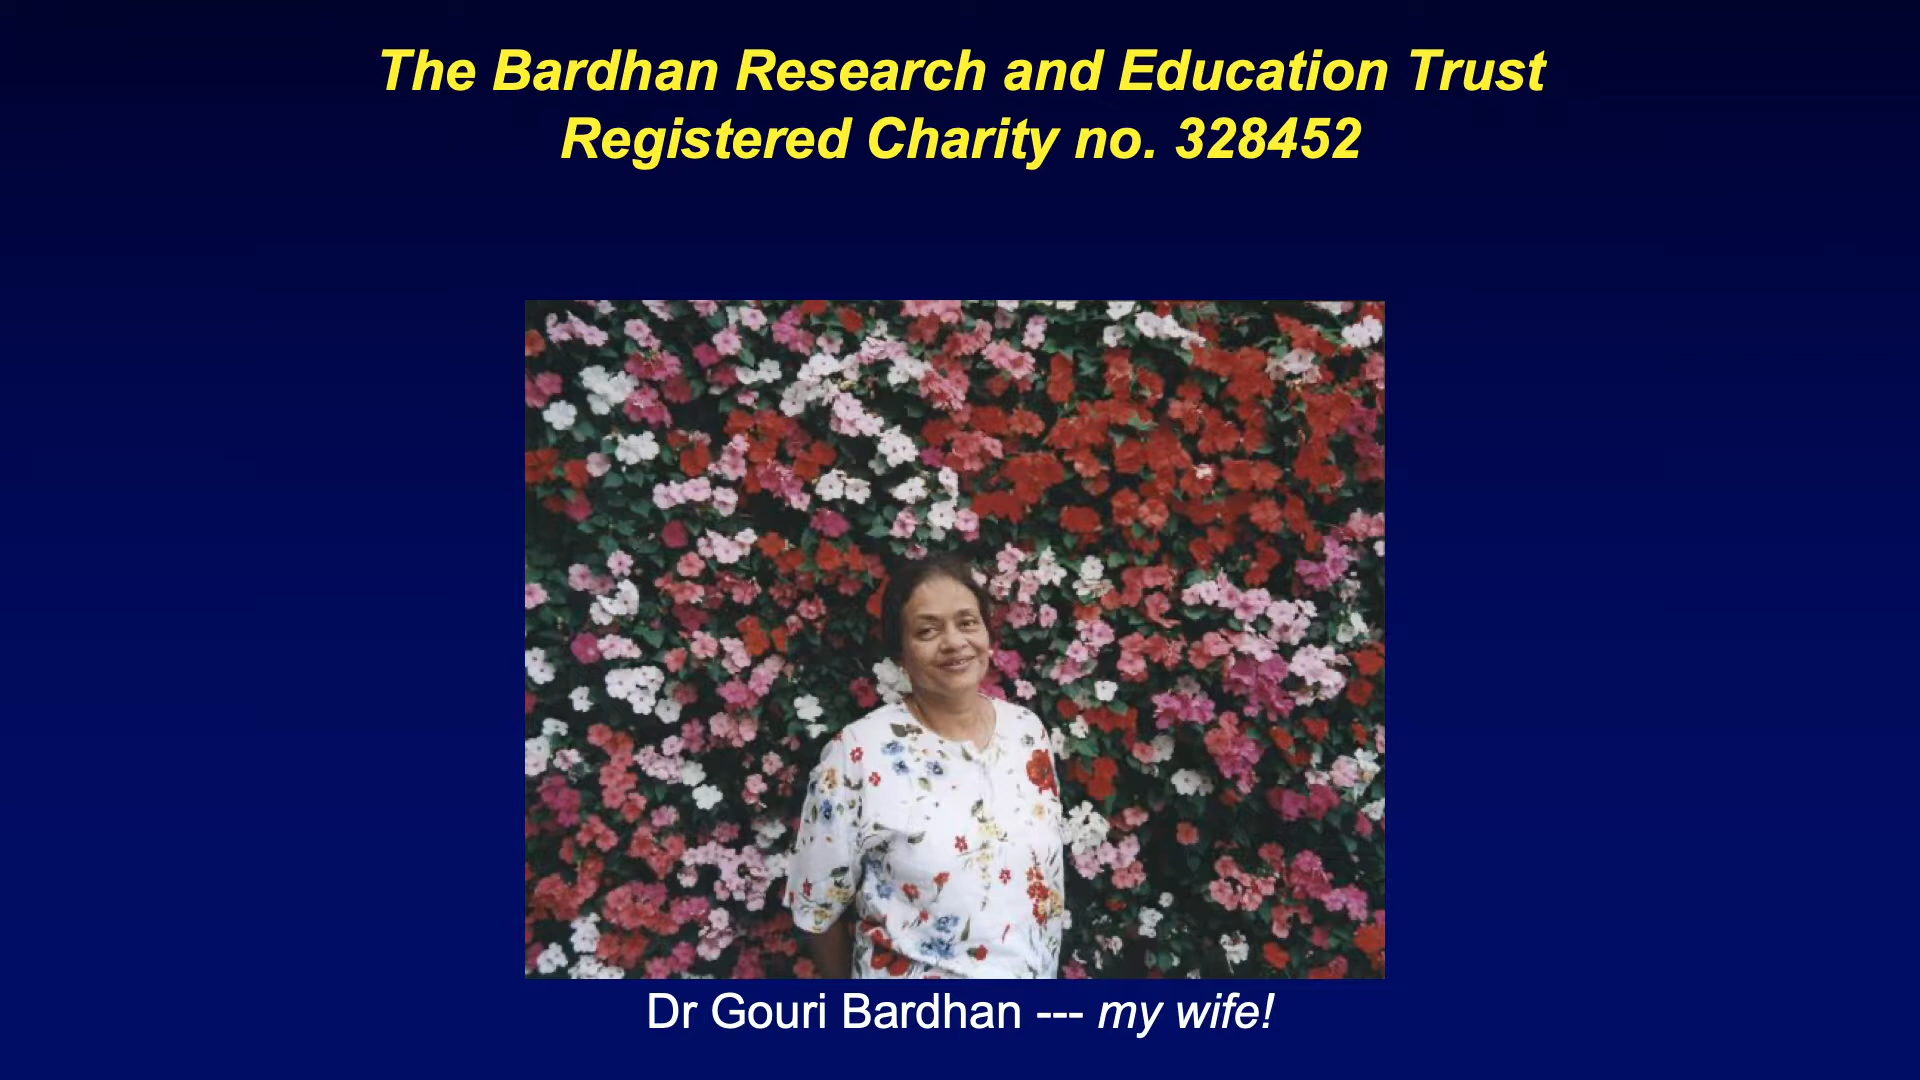 The Bardhan Research and Education Trust
Registered Charity no. 328452
Dr Gouri Bardhan --- my wife!